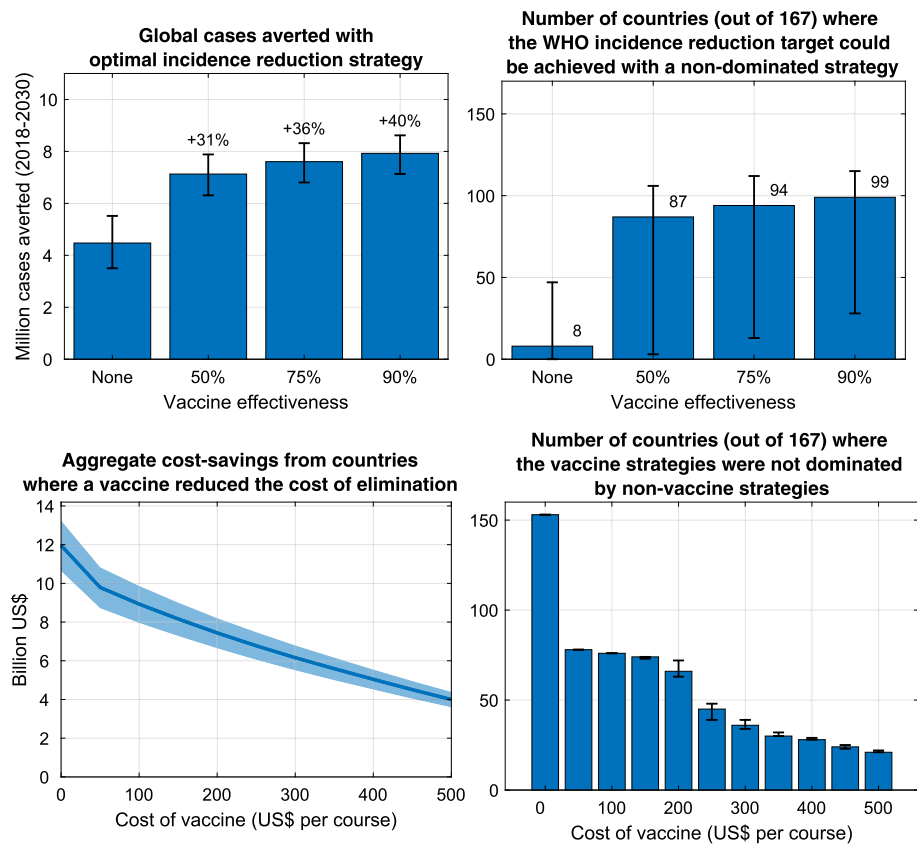 Global cases averted with
optimal incidence reduction strategy
Million cases averted (2018-2030)
10
8
6
4
2
0
+31%
+36%
+40%
None 50% 75% 90%
Vaccine effectiveness
Number of countries (out of 167) where
the WHO incidence reduction target could
be achieved with a non-dominated strategy
150
100
50
0
8
87
94
99
None 50% 75% 90%
Vaccine effectiveness
Aggregate cost-savings from countries
where a vaccine reduced the cost of elimination
Billion US$
14
12
10
8
6
4
2
0
0 100 200 300 400 500
Cost of vaccine (US$ per course)
Number of countries (out of 167) where
the vaccine strategies were not dominated
by non-vaccine strategies
150
100
50
0
0 100 200 300 400 500
Cost of vaccine (US$ per course)